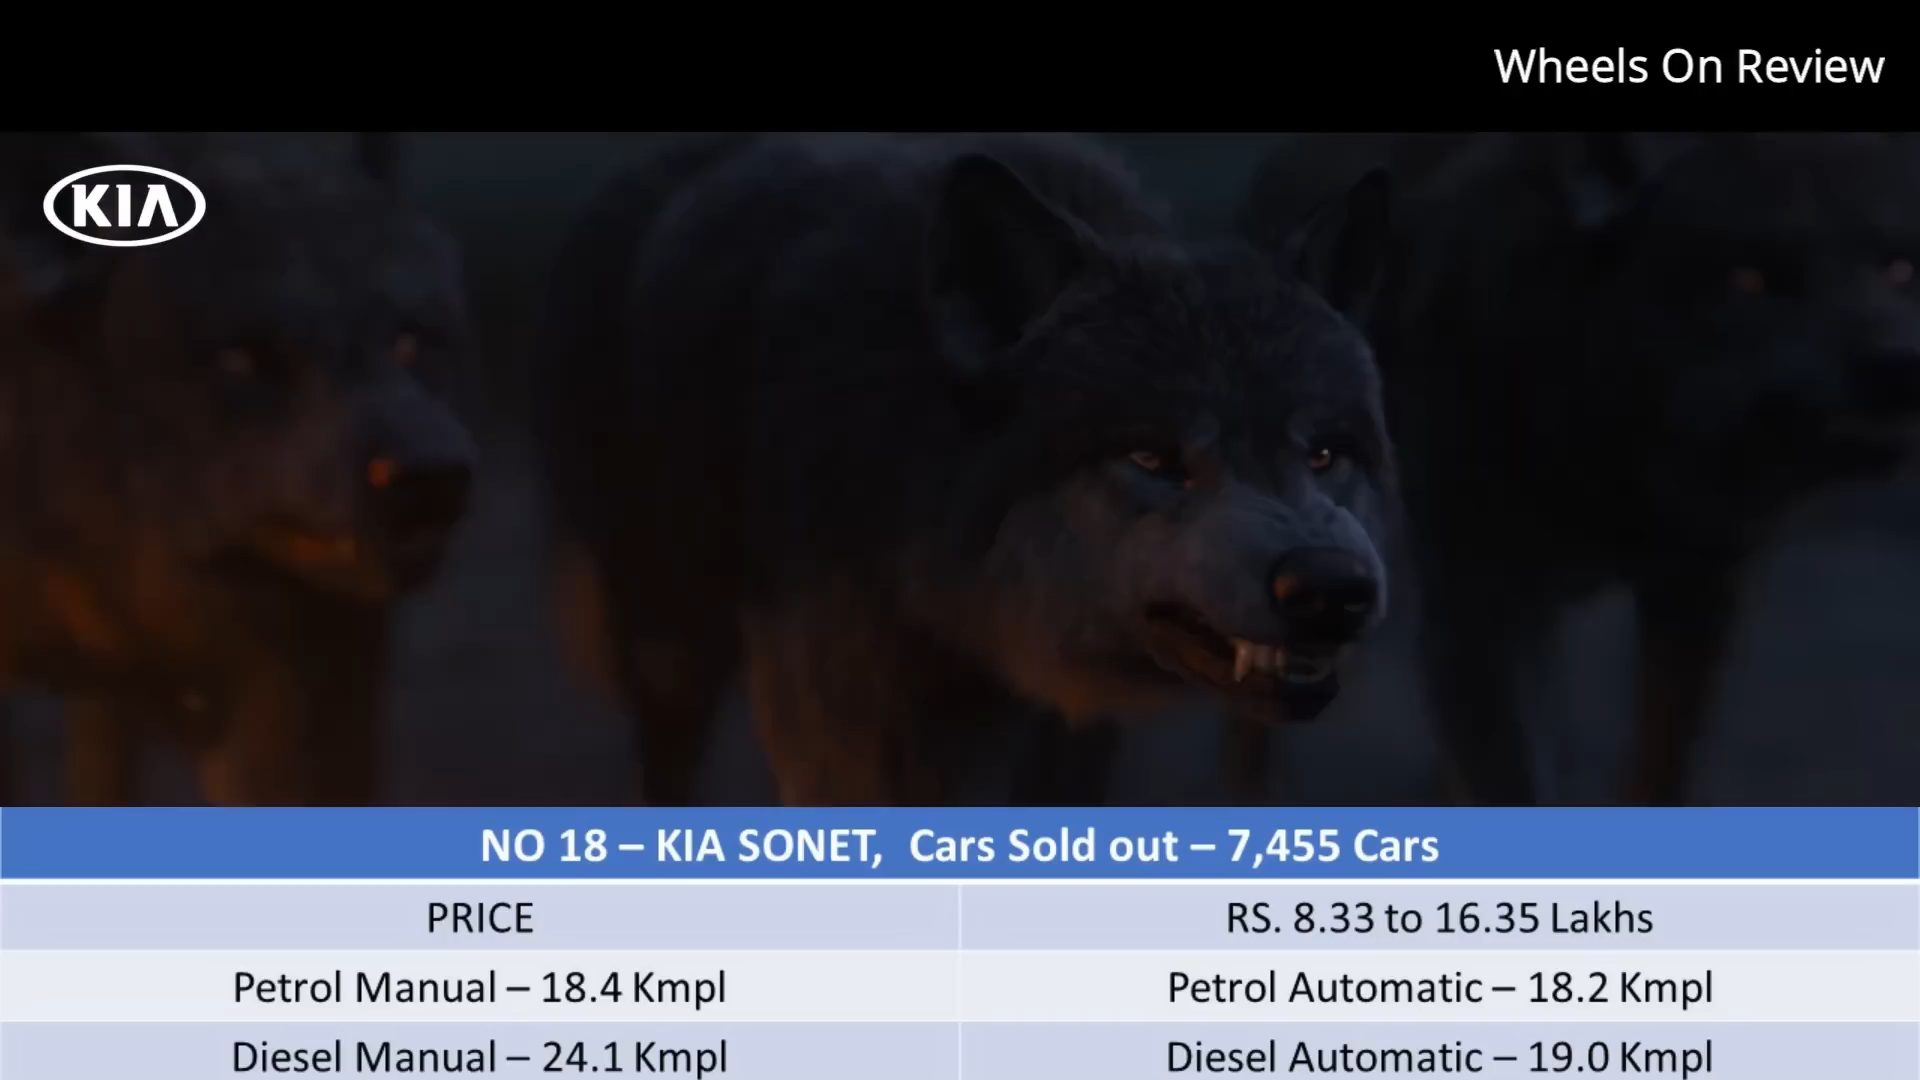 Wheels On Review
KIA
NO 18 – KIA SONET, Cars Sold out – 7,455 Cars
PRICE
RS. 8.33 to 16.35 Lakhs
Petrol Manual – 18.4 Kmpl
Petrol Automatic – 18.2 Kmpl
Diesel Manual – 24.1 Kmpl
Diesel Automatic – 19.0 Kmpl